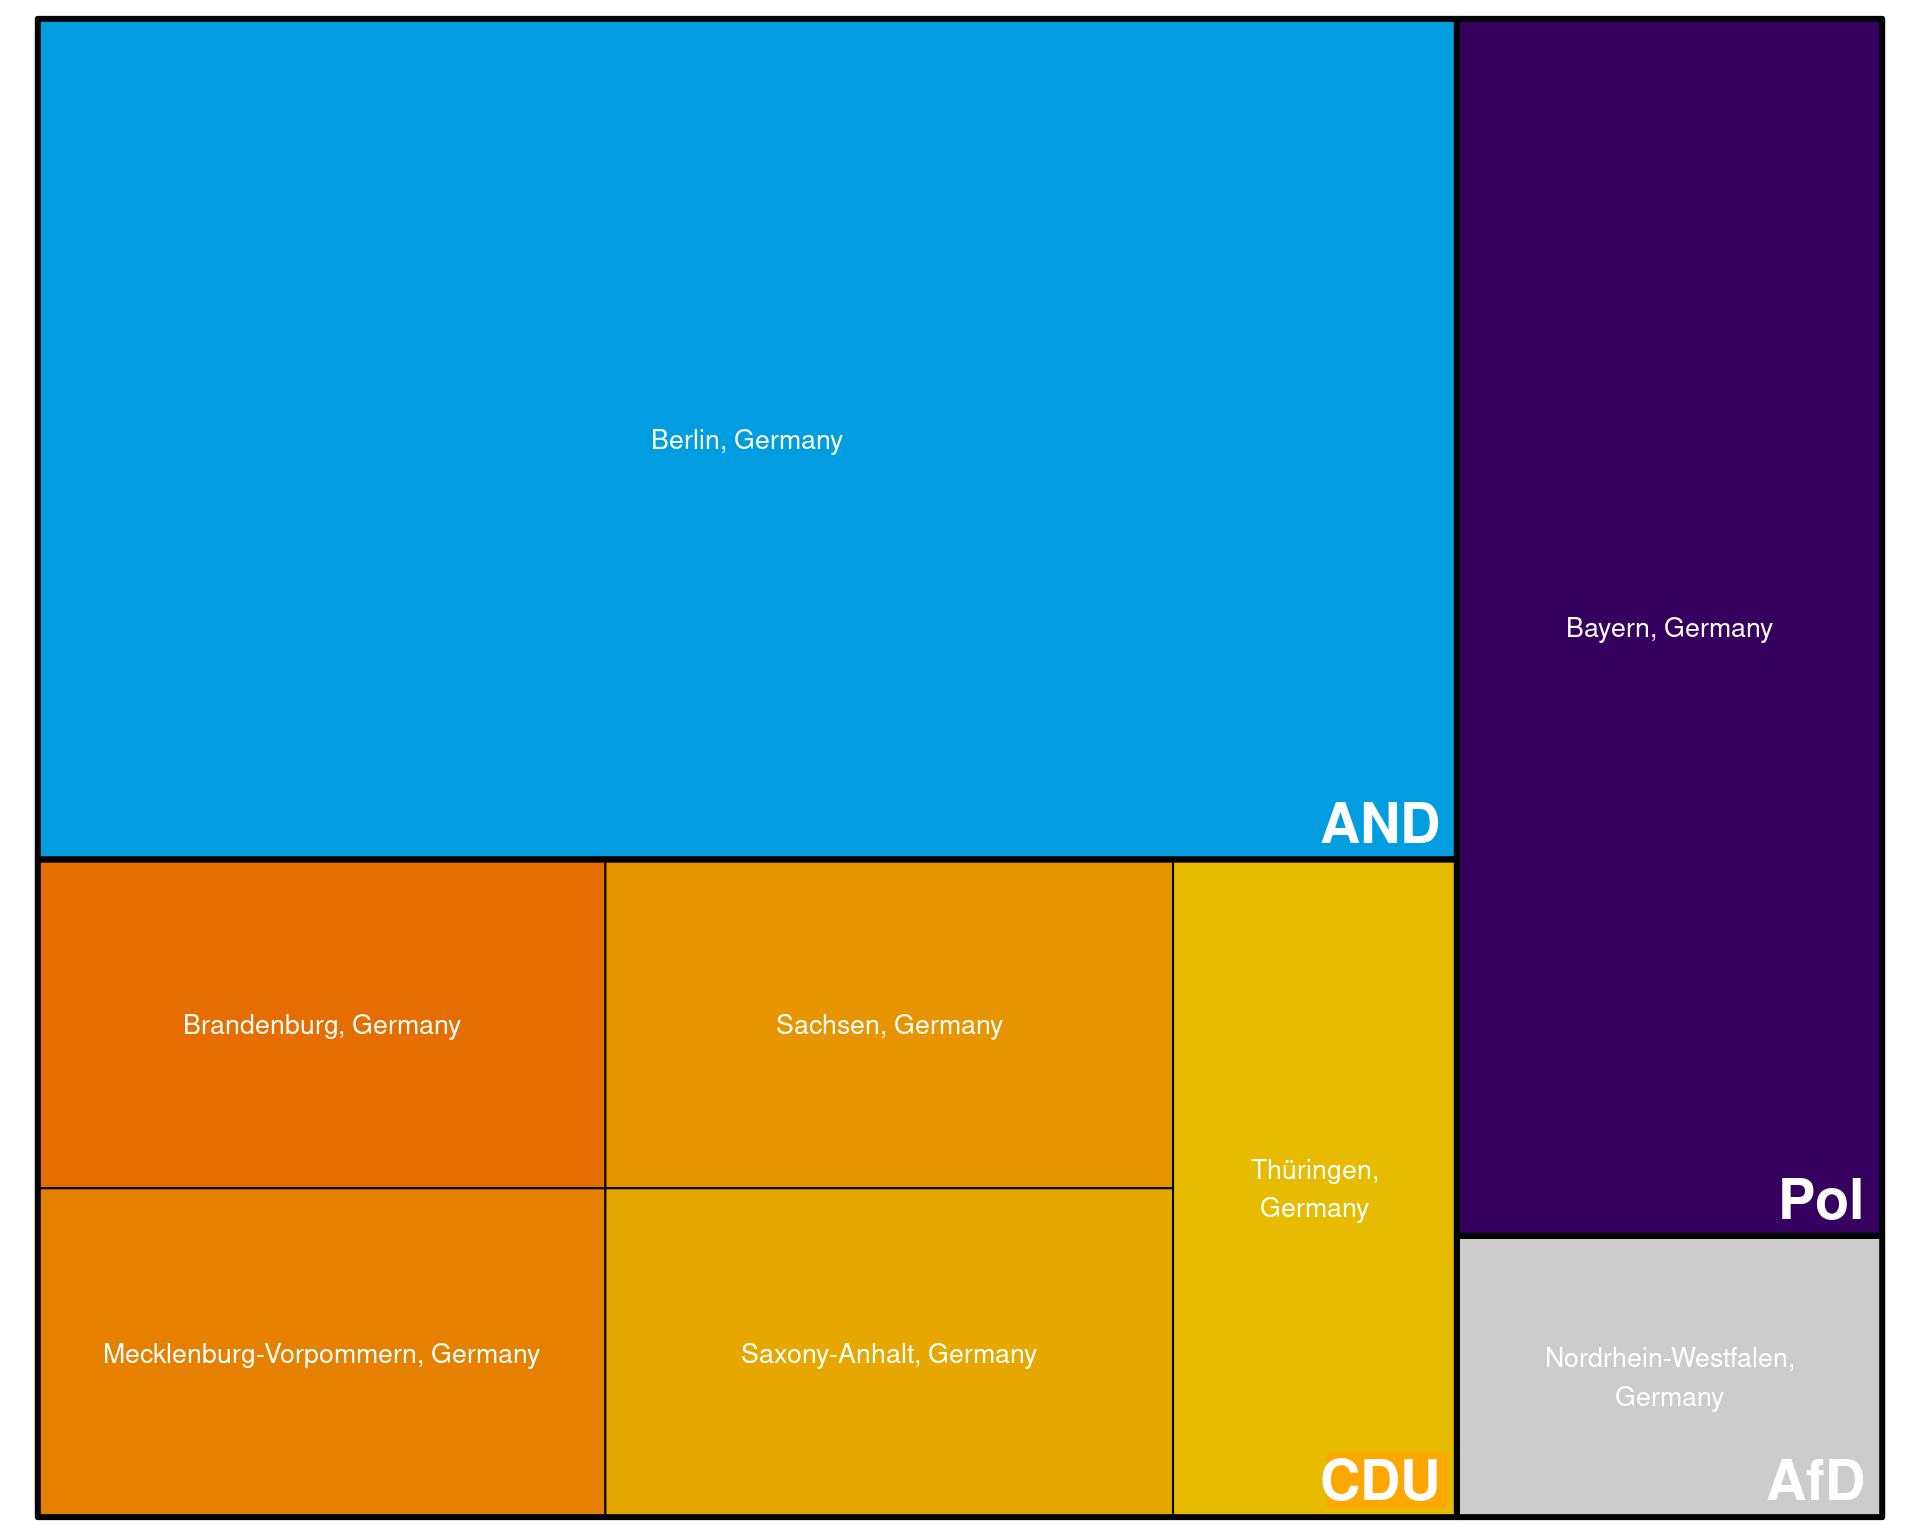 Berlin, Germany
AND
Bayern, Germany
Pol
Brandenburg, Germany
Sachsen, Germany
Thüringen,
Germany
Mecklenburg-Vorpommern, Germany
Saxony-Anhalt, Germany
CDU
Nordrhein-Westfalen,
Germany
AfD